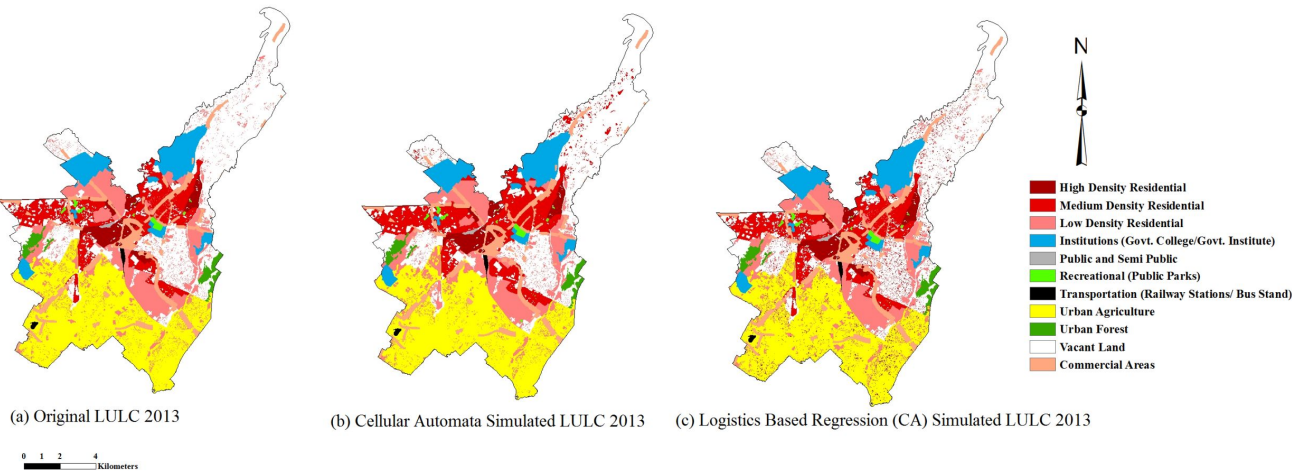 N
High Density Residential
Medium Density Residential
Low Density Residential
Institutions (Govt. College/Govt. Institute)
Public and Semi Public
Recreational (Public Parks)
Transportation (Railway Stations/ Bus Stand)
Urban Agriculture
Urban Forest
Vacant Land
Commercial Areas
(a) Original LULC 2013
(b) Cellular Automata Simulated LULC 2013
(c) Logistics Based Regression (CA) Simulated LULC 2013
0 1 2 4
Kilometers